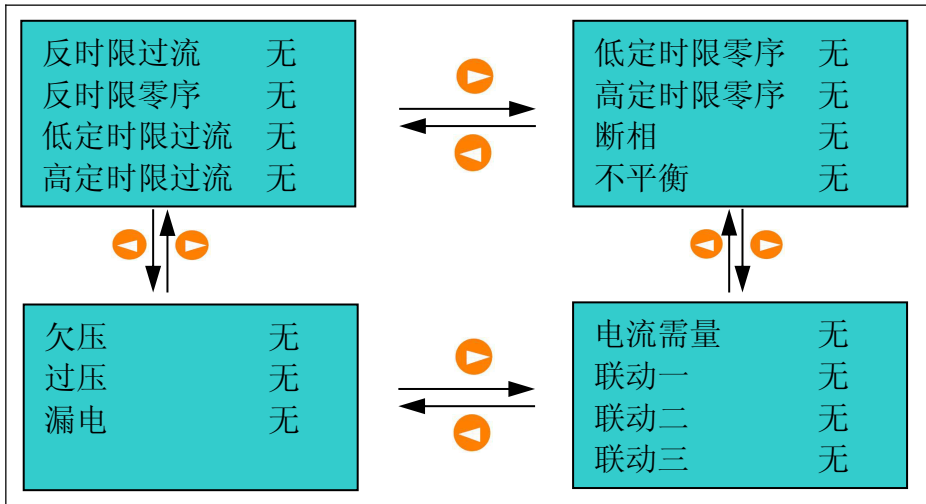 反时限过流 无
反时限零序 无
低定时限过流 无
高定时限过流 无
低定时限零序 无
高定时限零序 无
断相 无
不平衡 无
欠压 无
过压 无
漏电 无
电流需量 无
联动一 无
联动二 无
联动三 无